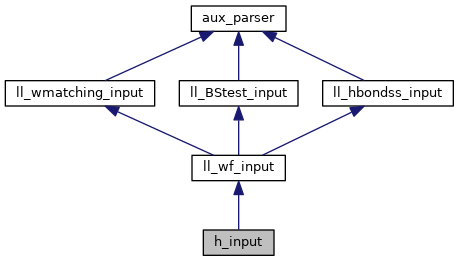 aux_parser
ll_wmatching_input
ll_BStest_input
ll_hbondss_input
ll_wf_input
h_input